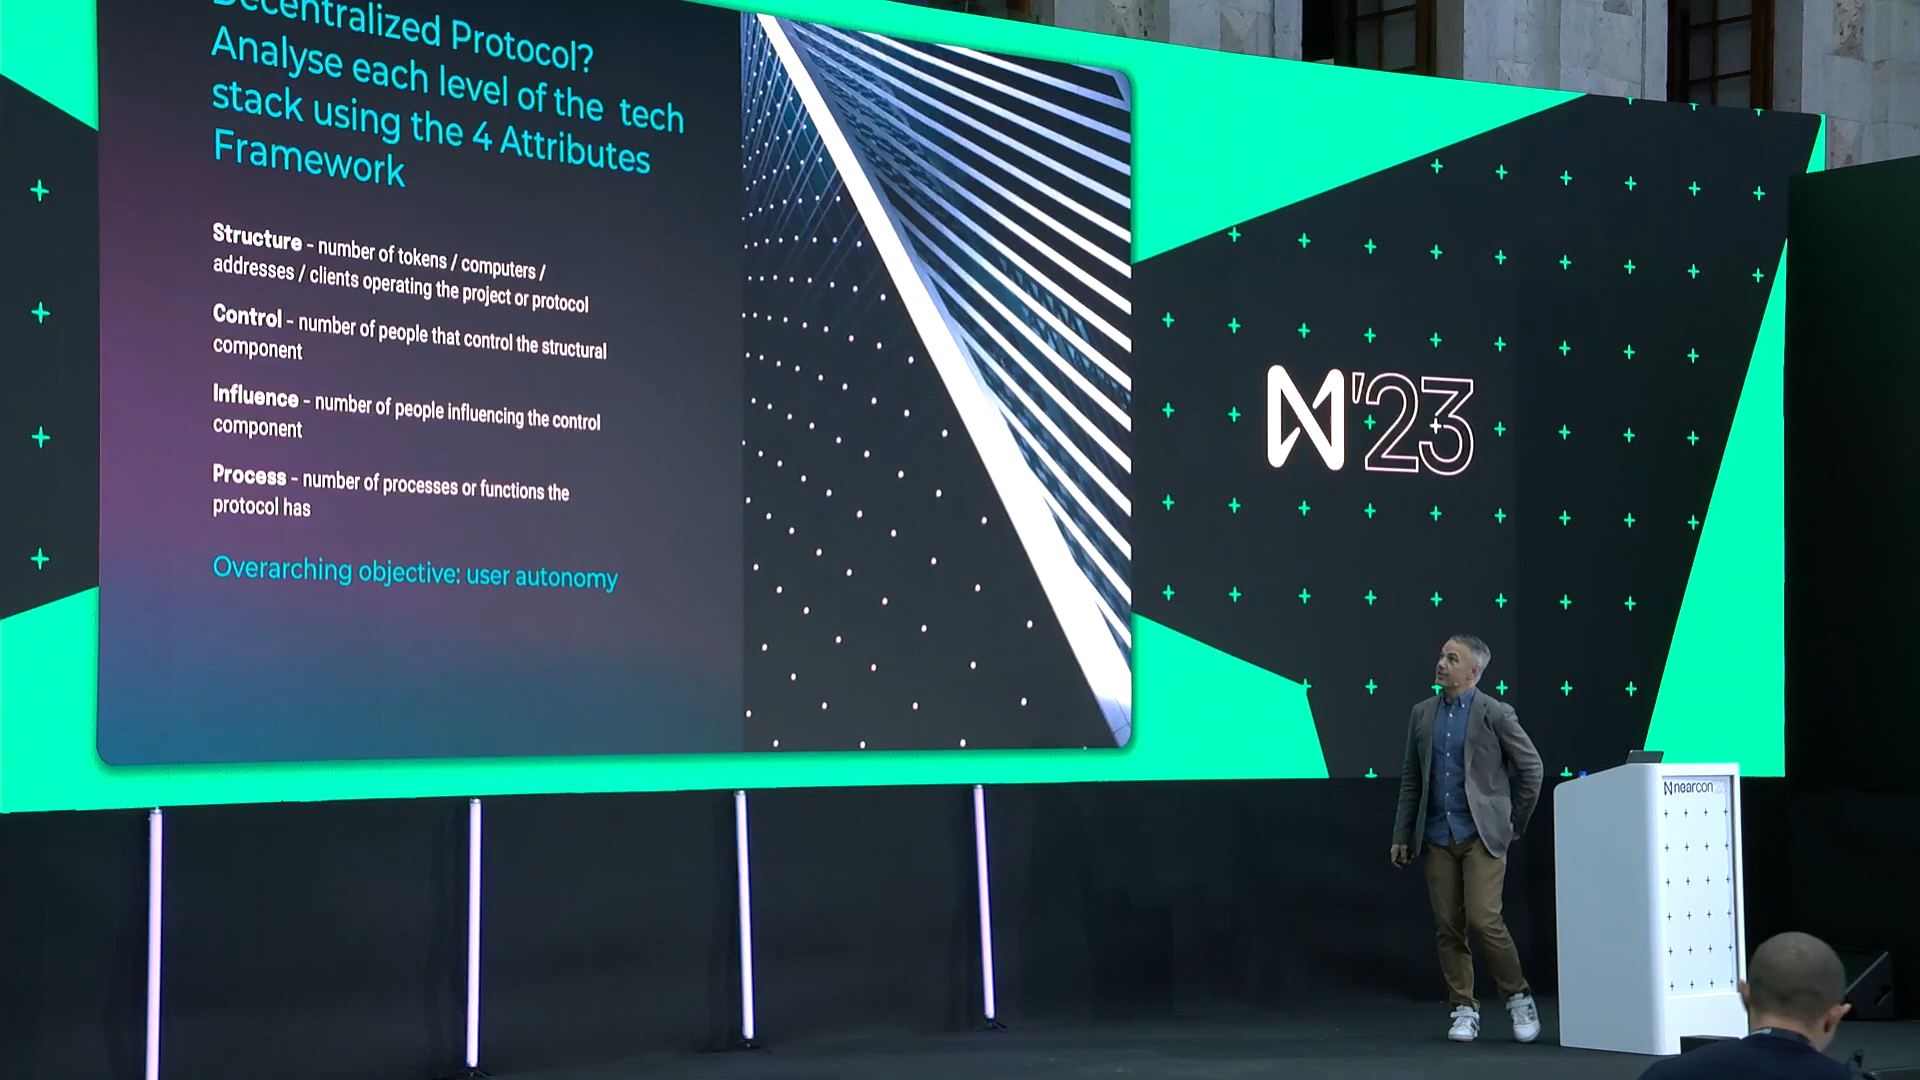 Decentralized Protocol?
Analyse each level of the tech
stack using the 4 Attributes
Framework
Structure - number of tokens / computers /
addresses / clients operating the project or protocol
Control - number of people that control the structural
component
Influence - number of people influencing the control
component
Process - number of processes or functions the
protocol has
Overarching objective: user autonomy
N'23
nearcon